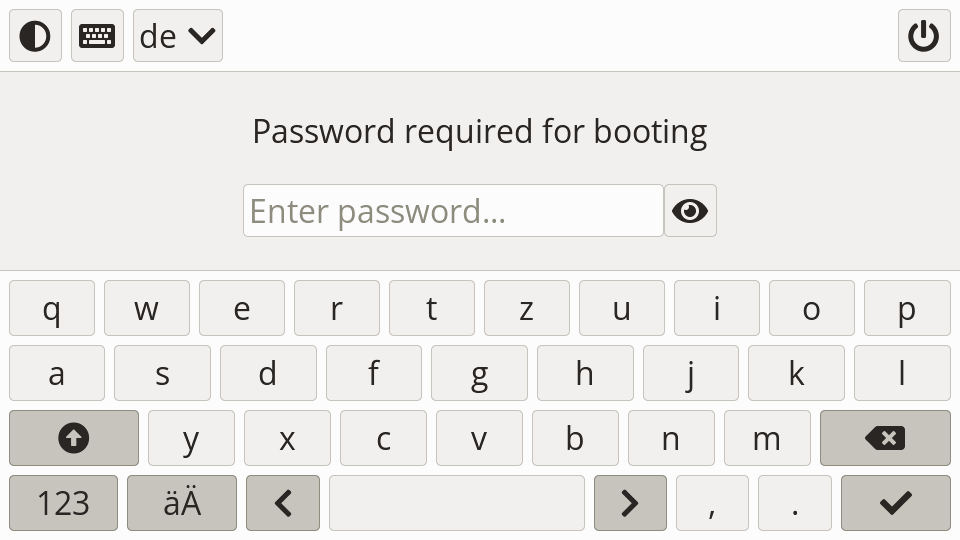 de
Password required for booting
Enter password...
q w e r t z u i o p
a s d f g h j k l
y x c v b n m
123 äÄ , .